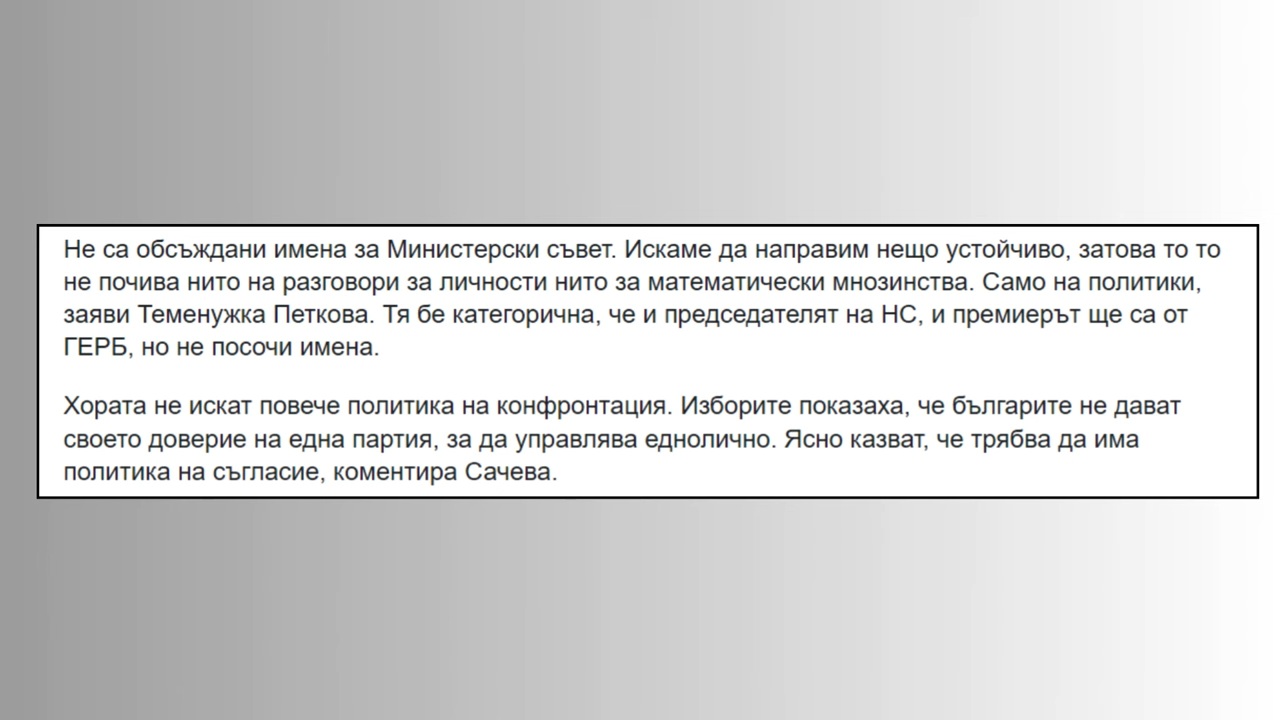 Не са обсъждани имена за Министерски съвет. Искаме да направим нещо устойчиво, затова то то
не почива нито на разговори за личности нито за математически мнозинства. Само на политики,
заяви Теменужка Петкова. Тя бе категорична, че и председателят на НС, и премиерът ще са от
ГЕРБ, но не посочи имена.
Хората не искат повече политика на конфронтация. Изборите показаха, че българите не дават
своето доверие на една партия, за да управлява еднолично. Ясно казват, че трябва да има
политика на съгласие, коментира Сачева.